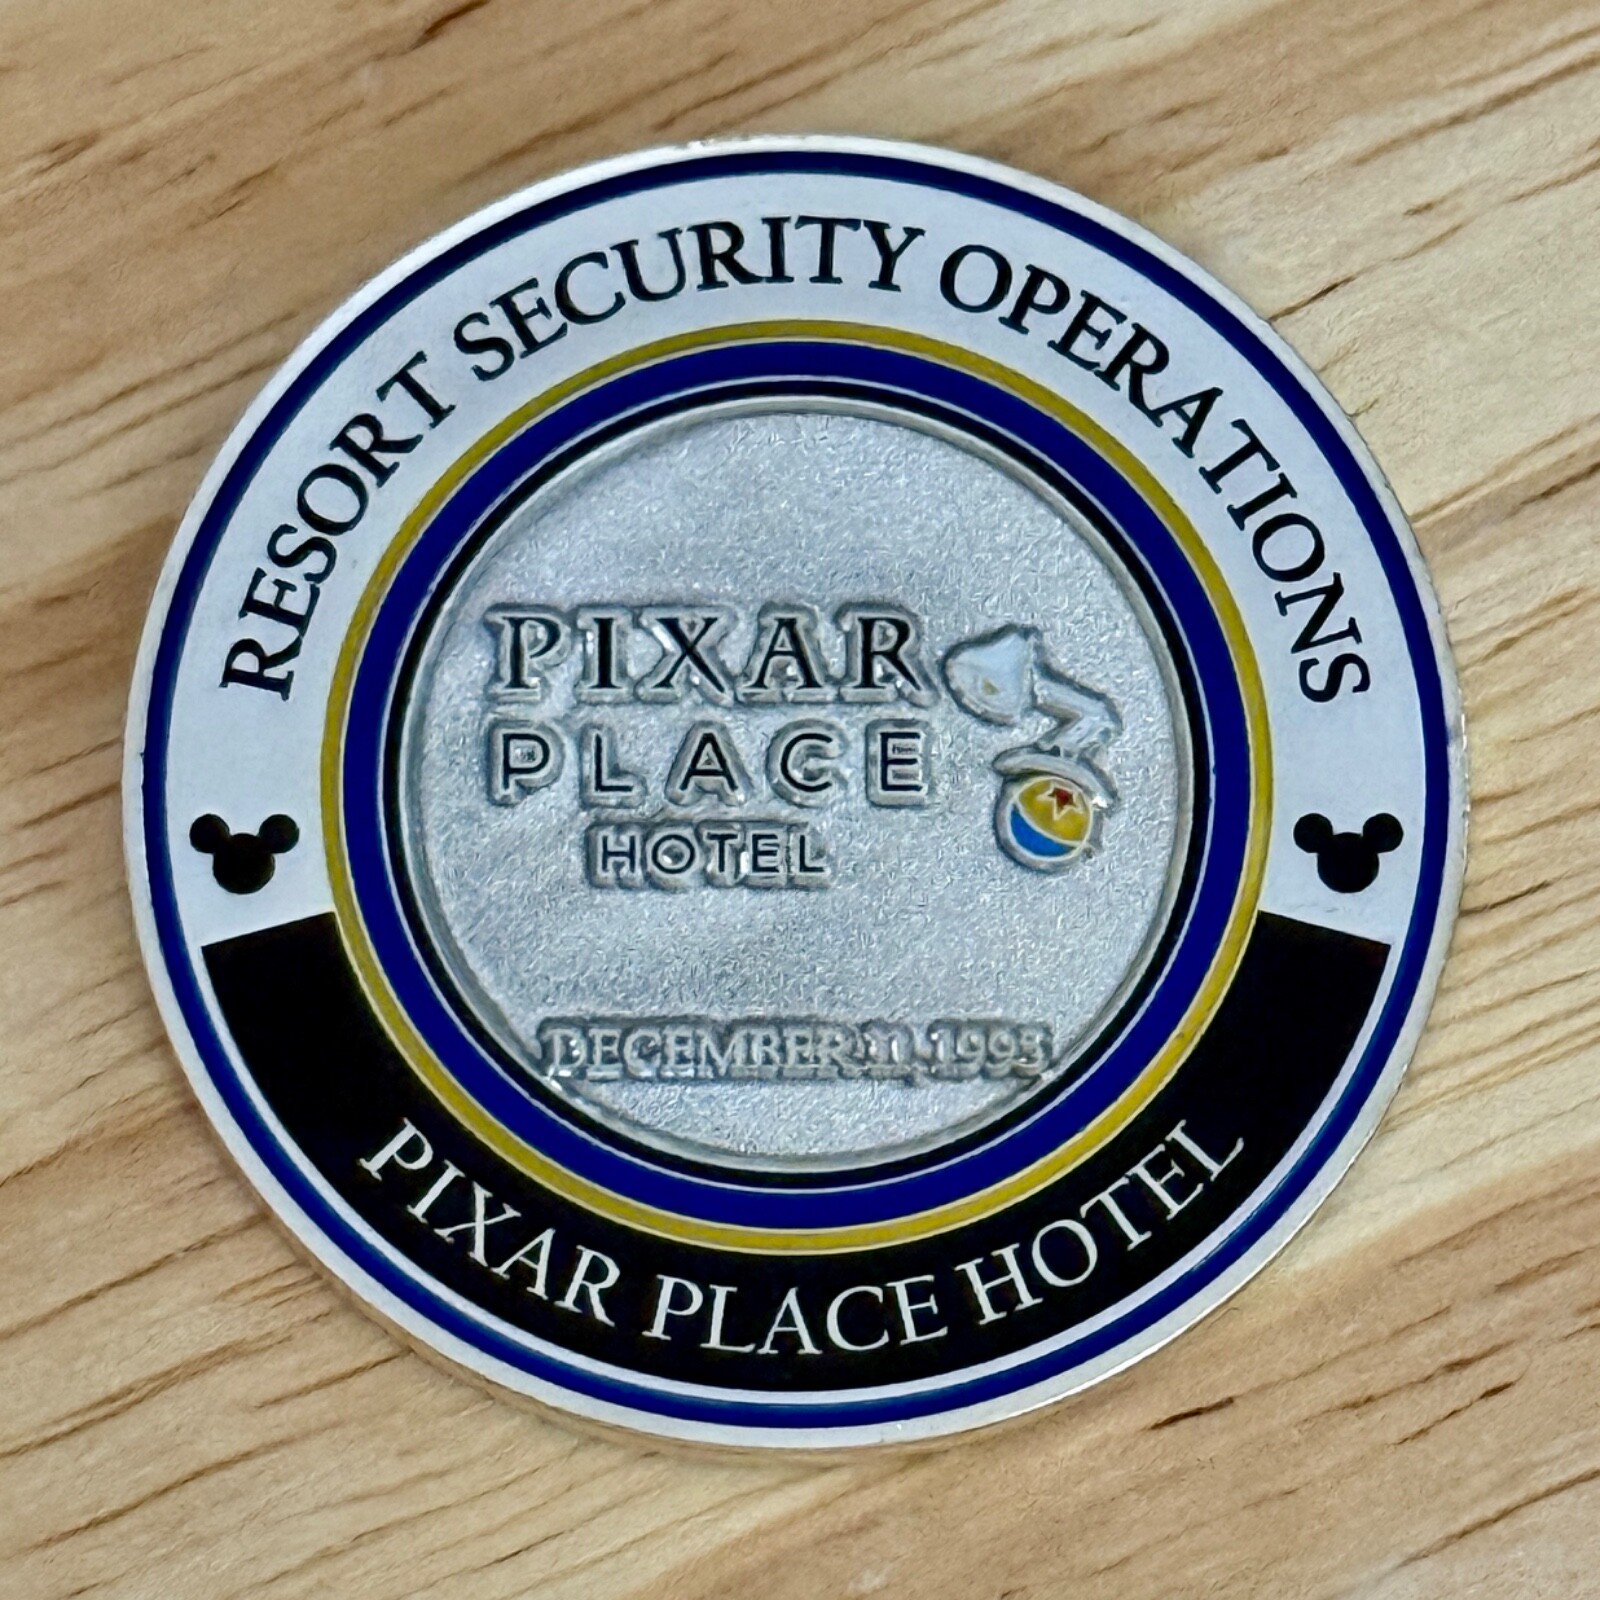 RESORT SECURITY OPERATIONS
PIXAR
PLACE
HOTEL
DECEMBER 11, 1995
PIXAR PLACE HOTEL